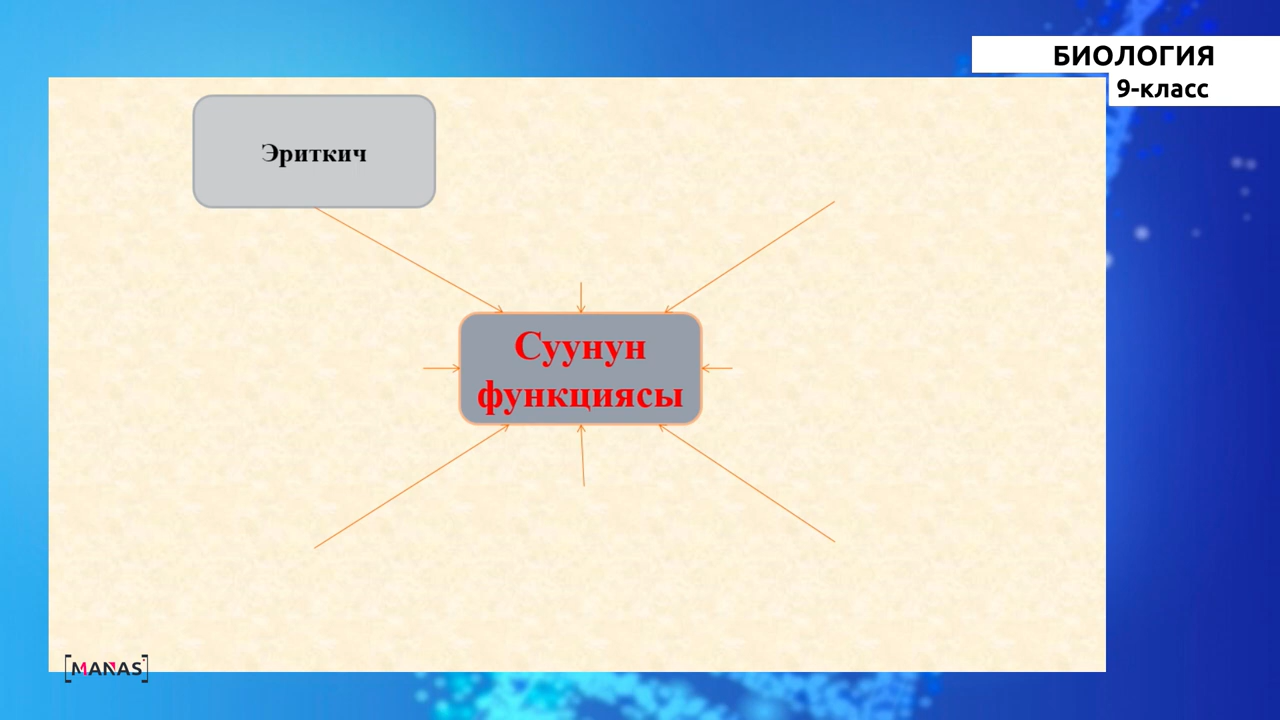 БИОЛОГИЯ
9-класс
Эриткич
Суунун
функциясы
[MANAS]